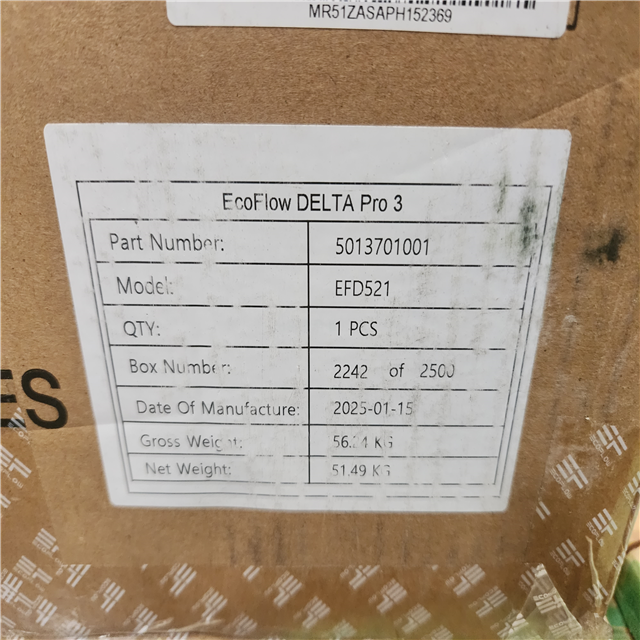 MR51ZASAPH152369
EcoFlow DELTA Pro 3
Part Number: 5013701001
Model: EFD521
QTY: 1 PCS
Box Number: 2242 of 2500
Date Of Manufacture: 2025-01-15
Gross Weight: KG
Net Weight: 51.49 KG
ES